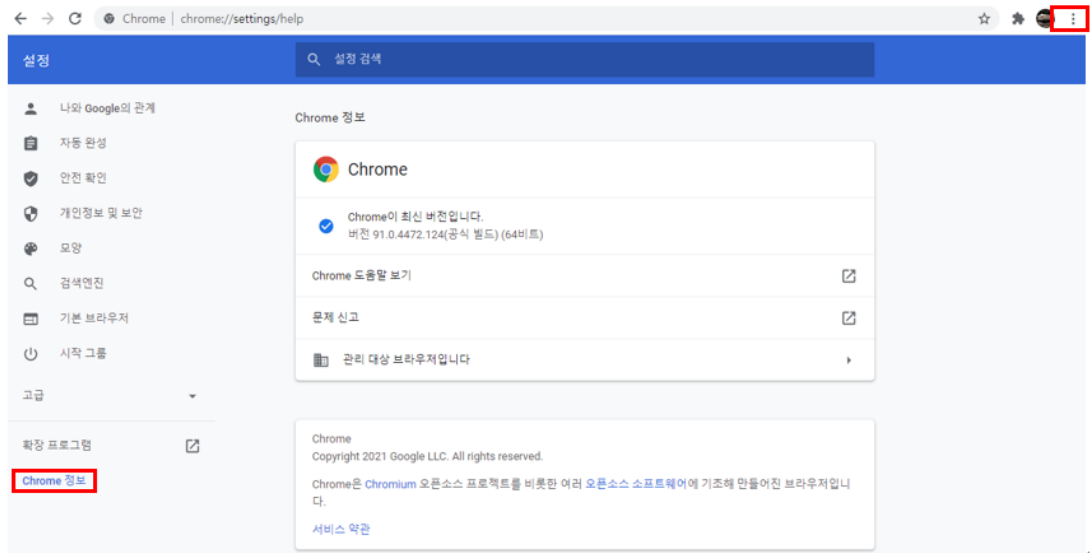 Chrome | chrome://settings/help
설정
설정 검색
나와 Google의 관계
자동 완성
안전 확인
개인정보 및 보안
모양
검색엔진
기본 브라우저
시작 그룹
고급
확장 프로그램
Chrome 정보
Chrome 정보
Chrome
Chrome이 최신 버전입니다.
버전 91.0.4472.124(공식 빌드) (64비트)
Chrome 도움말 보기
문제 신고
관리 대상 브라우저입니다
Chrome
Copyright 2021 Google LLC. All rights reserved.
Chrome은 Chromium 오픈소스 프로젝트를 비롯한 여러 오픈소스 소프트웨어에 기초해 만들어진 브라우저입니
다.
서비스 약관